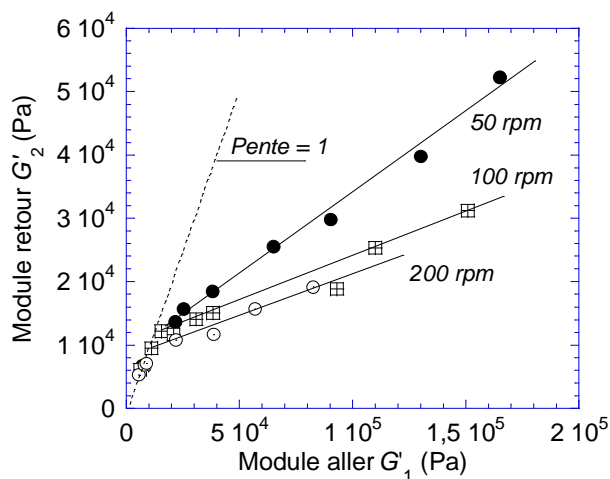 6 10⁴
5 10⁴
4 10⁴
3 10⁴
2 10⁴
1 10⁴
0
Module retour G'₂ (Pa)
Pente = 1
50 rpm
100 rpm
200 rpm
0 5 10⁴ 1 10⁵ 1,5 10⁵ 2 10⁵
Module aller G'₁ (Pa)